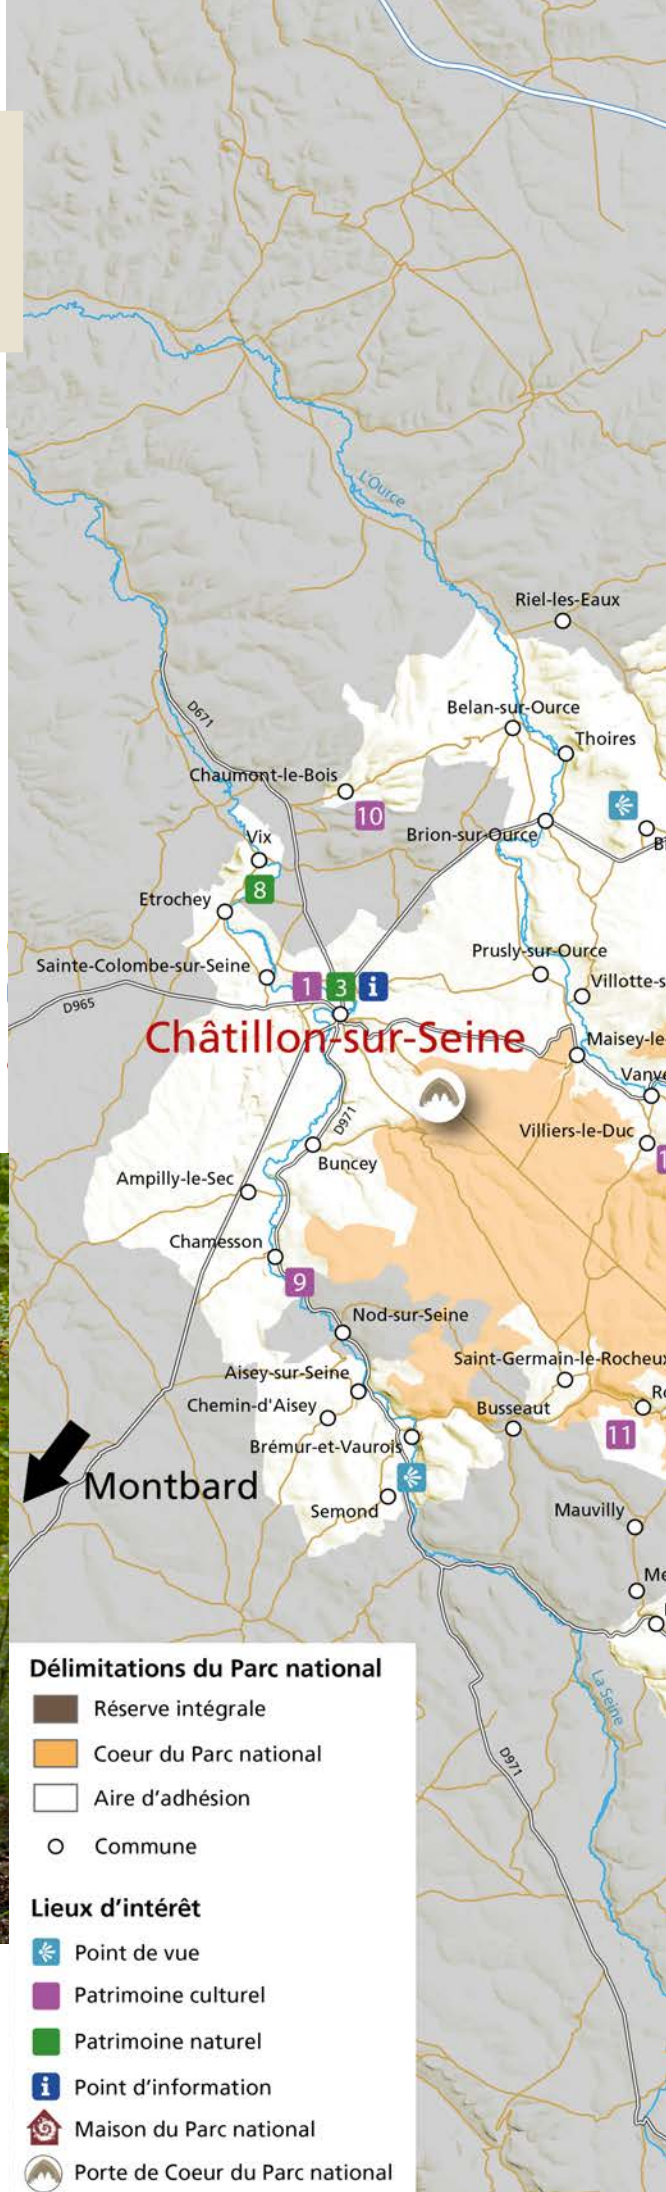 L'Ource
Riel-les-Eaux
Belan-sur-Ource
D671
Thoires
Chaumont-le-Bois
10
Brion-sur-Ource
Vix
8
Etrochey
Prusly-sur-Ource
Sainte-Colombe-sur-Seine
1
3
i
Villotte-s
D965
Châtillon-sur-Seine
Maisey-le-
Vanve
D971
Villiers-le-Duc
1
Buncey
Ampilly-le-Sec
Chamesson
9
Nod-sur-Seine
Saint-Germain-le-Rocheux
Aisey-sur-Seine
Chemin-d'Aisey
Busseaut
11
Brémur-et-Vaurois
Montbard
Semond
Mauvilly
Me
La Seine
D971
Délimitations du Parc national
Réserve intégrale
Coeur du Parc national
Aire d'adhésion
Commune
Lieux d'intérêt
Point de vue
Patrimoine culturel
Patrimoine naturel
i Point d'information
Maison du Parc national
Porte de Coeur du Parc national